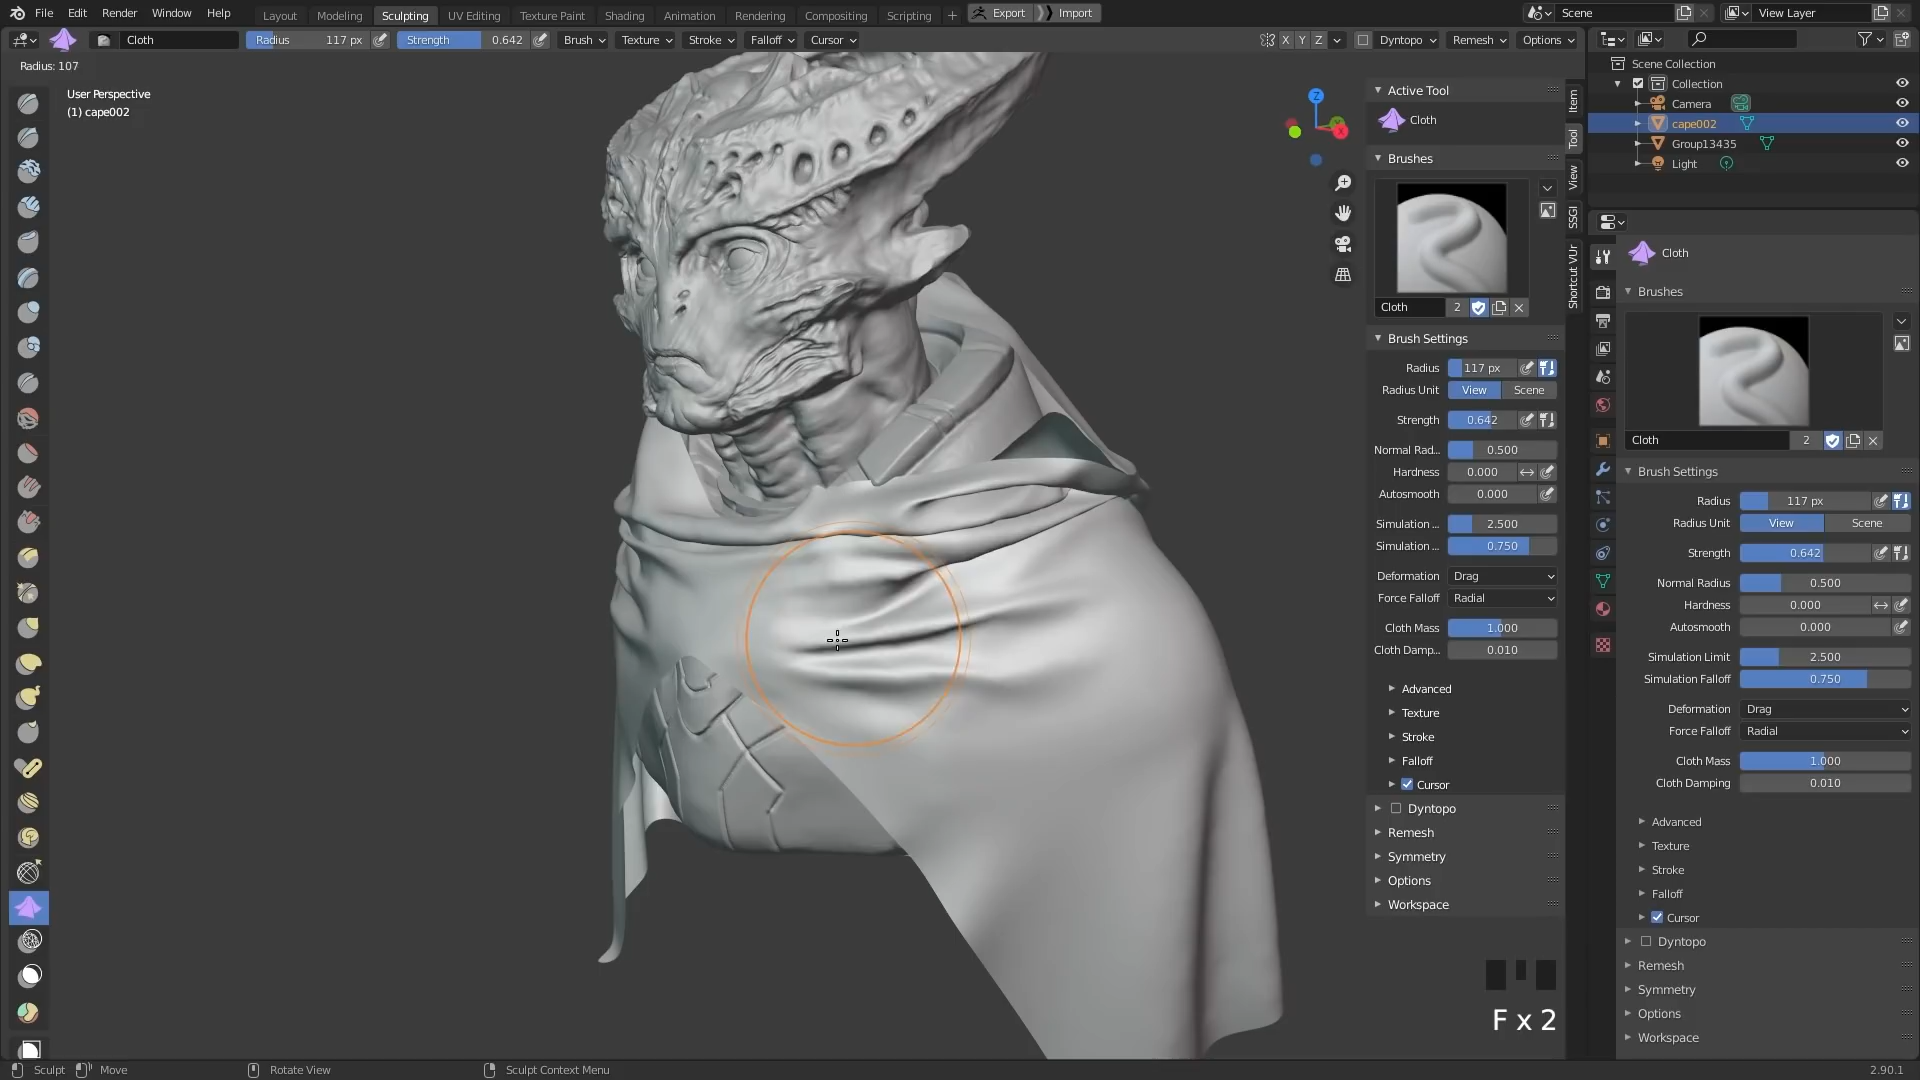 File Edit Render Window Help
Layout Modeling Sculpting UV Editing Texture Paint Shading Animation Rendering Compositing Scripting + Export Import
Scene
View Layer
Cloth Radius 117 px Strength 0.642 Brush Texture Stroke Falloff Cursor
X Y Z Dyntopo Remesh Options
Radius: 107
User Perspective
(1) cape002
Z
Y
X
Active Tool
Cloth
Brushes
Cloth 2
Brush Settings
Radius 117 px
Radius Unit View Scene
Strength 0.642
Normal Rad... 0.500
Hardness 0.000
Autosmooth 0.000
Simulation ... 2.500
Simulation ... 0.750
Deformation Drag
Force Falloff Radial
Cloth Mass 1.000
Cloth Damp... 0.010
Advanced
Texture
Stroke
Falloff
Cursor
Dyntopo
Remesh
Symmetry
Options
Workspace
Item
Tool
View
SSGI
Shortcut VUr
Scene Collection
Collection
Camera
cape002
Group13435
Light
Cloth
Brushes
Cloth 2
Brush Settings
Radius 117 px
Radius Unit View Scene
Strength 0.642
Normal Radius 0.500
Hardness 0.000
Autosmooth 0.000
Simulation Limit 2.500
Simulation Falloff 0.750
Deformation Drag
Force Falloff Radial
Cloth Mass 1.000
Cloth Damping 0.010
Advanced
Texture
Stroke
Falloff
Cursor
Dyntopo
Remesh
Symmetry
Options
Workspace
F x 2
Sculpt Move Rotate View Sculpt Context Menu 2.90.1